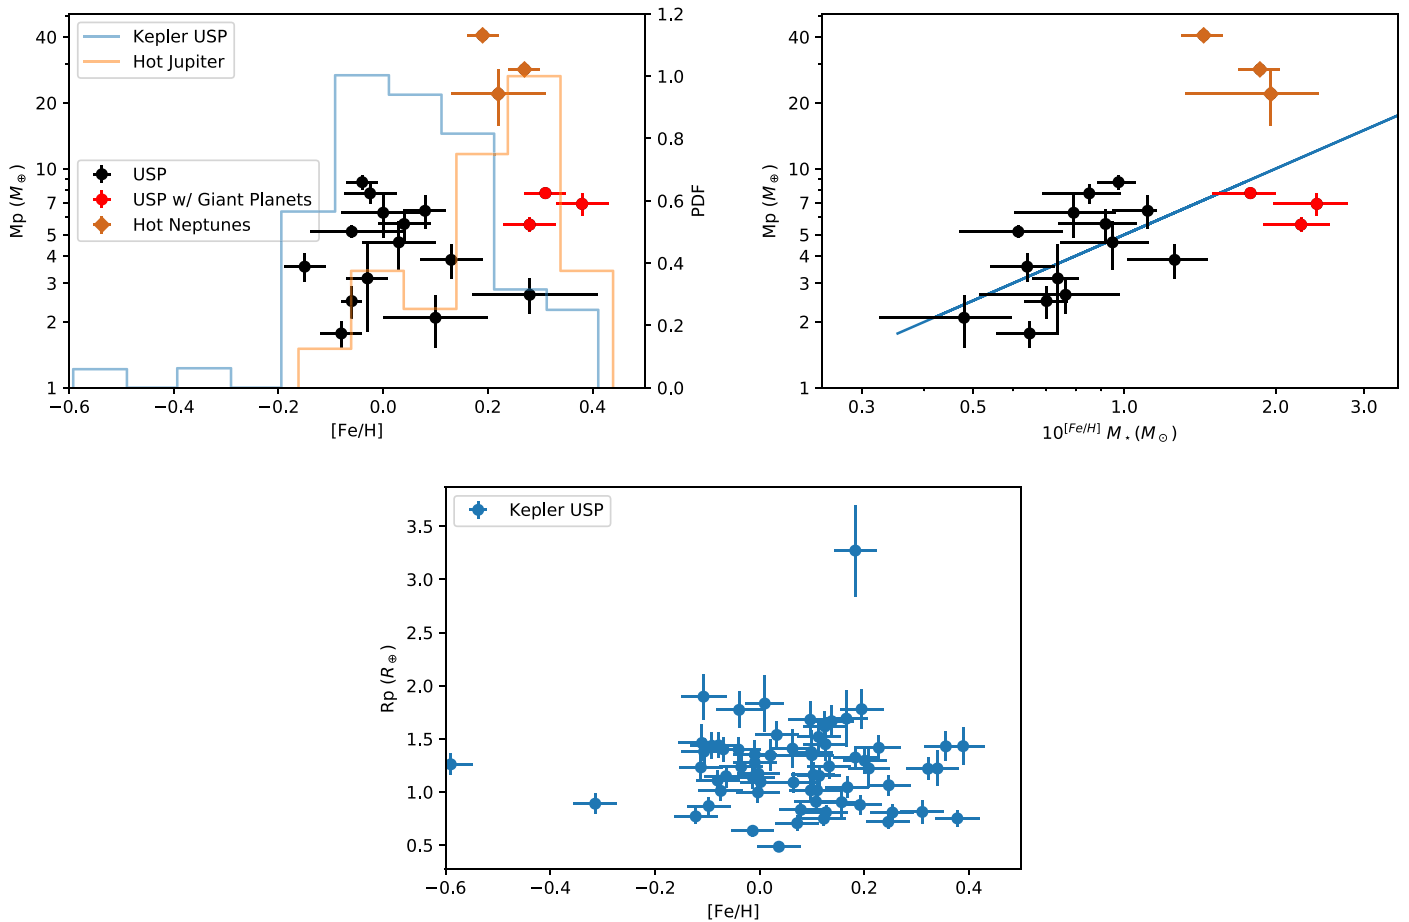 Kepler USP
Hot Jupiter
USP
USP w/ Giant Planets
Hot Neptunes
40
20
10
7
5
4
3
2
1
Mp (M⊕)
1.2
1.0
0.8
0.6
0.4
0.2
0.0
PDF
−0.6 −0.4 −0.2 0.0 0.2 0.4
[Fe/H]
40
20
10
7
5
4
3
2
1
Mp (M⊕)
0.3 0.5 1.0 2.0 3.0
10^[Fe/H] M⋆(M⊙)
Kepler USP
3.5
3.0
2.5
2.0
1.5
1.0
0.5
Rp (R⊕)
−0.6 −0.4 −0.2 0.0 0.2 0.4
[Fe/H]